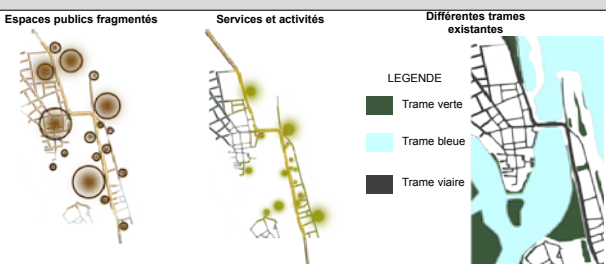 Espaces publics fragmentés
Services et activités
Différentes trames
existantes
LEGENDE
Trame verte
Trame bleue
Trame viaire